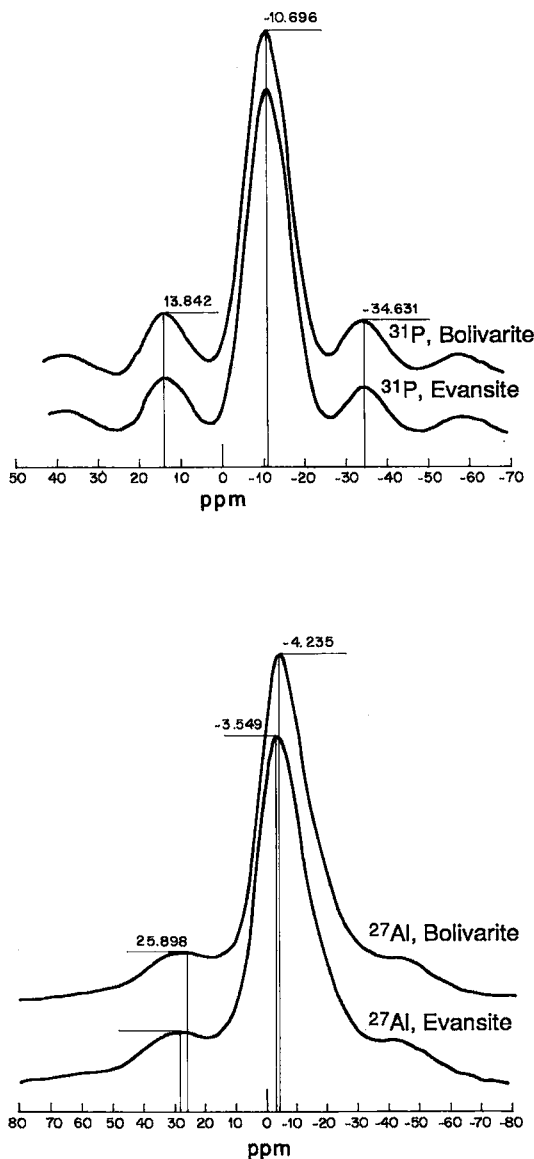 -10.696
13.842
-34.631
³¹P, Bolivarite
³¹P, Evansite
50 40 30 20 10 0 -10 -20 -30 -40 -50 -60 -70
ppm
-4.235
-3.549
²⁷Al, Bolivarite
25.898
²⁷Al, Evansite
80 70 60 50 40 30 20 10 0 -10 -20 -30 -40 -50 -60 -70 -80
ppm